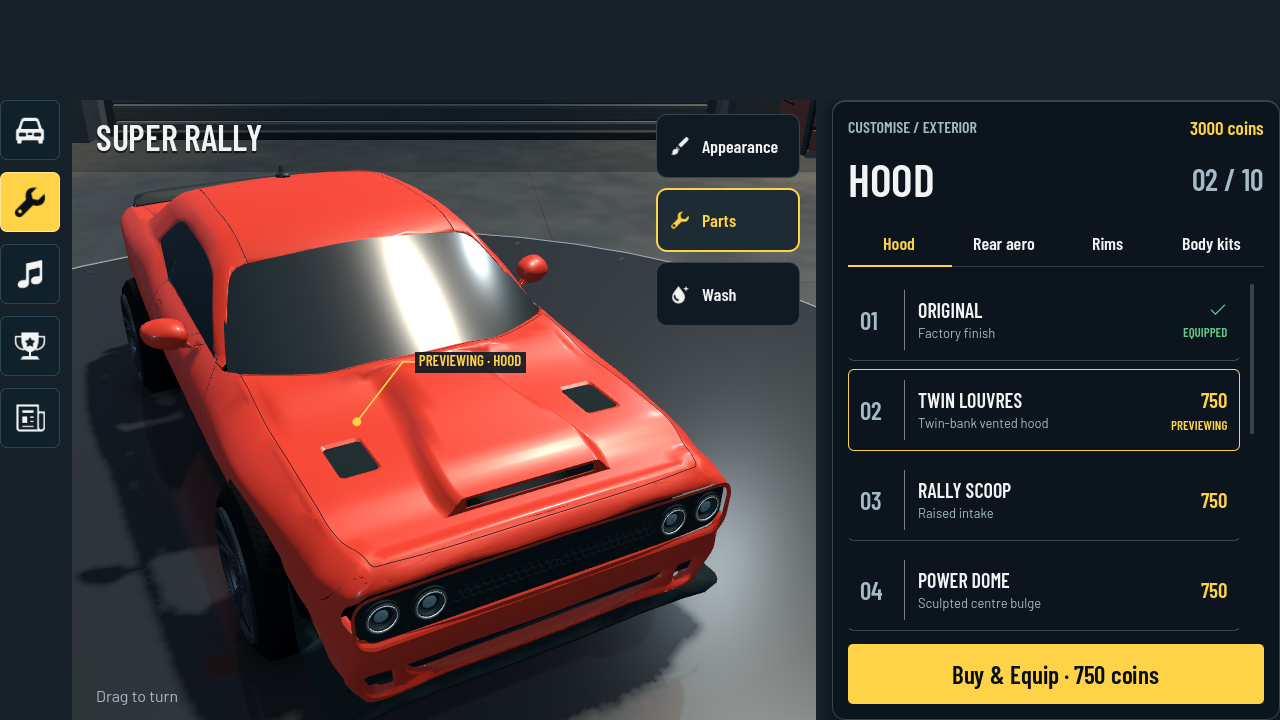 SUPER RALLY
Appearance
Parts
Wash
PREVIEWING · HOOD
Drag to turn
CUSTOMISE / EXTERIOR
3000 coins
HOOD
02 / 10
Hood
Rear aero
Rims
Body kits
01
ORIGINAL
Factory finish
EQUIPPED
02
TWIN LOUVRES
Twin-bank vented hood
750
PREVIEWING
03
RALLY SCOOP
Raised intake
750
04
POWER DOME
Sculpted centre bulge
750
Buy & Equip · 750 coins